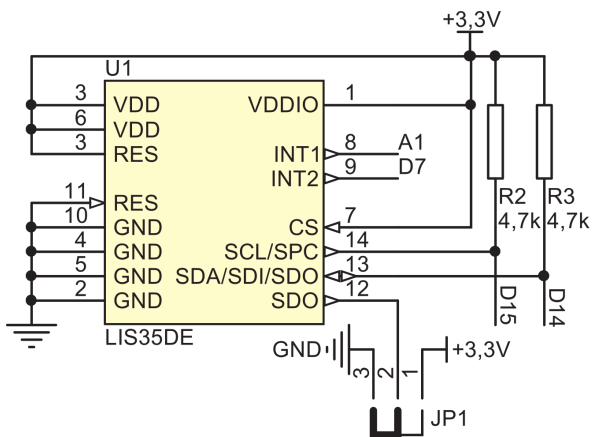 +3,3V
U1
3 VDD VDDIO 1
6 VDD
3 RES INT1 8 A1
INT2 9 D7
11 RES
10 GND CS 7
R2 R3
4,7k 4,7k
4 GND SCL/SPC 14
5 GND SDA/SDI/SDO 13
2 GND SDO 12
D15 D14
LIS35DE
GND +3,3V
3 2 1
JP1